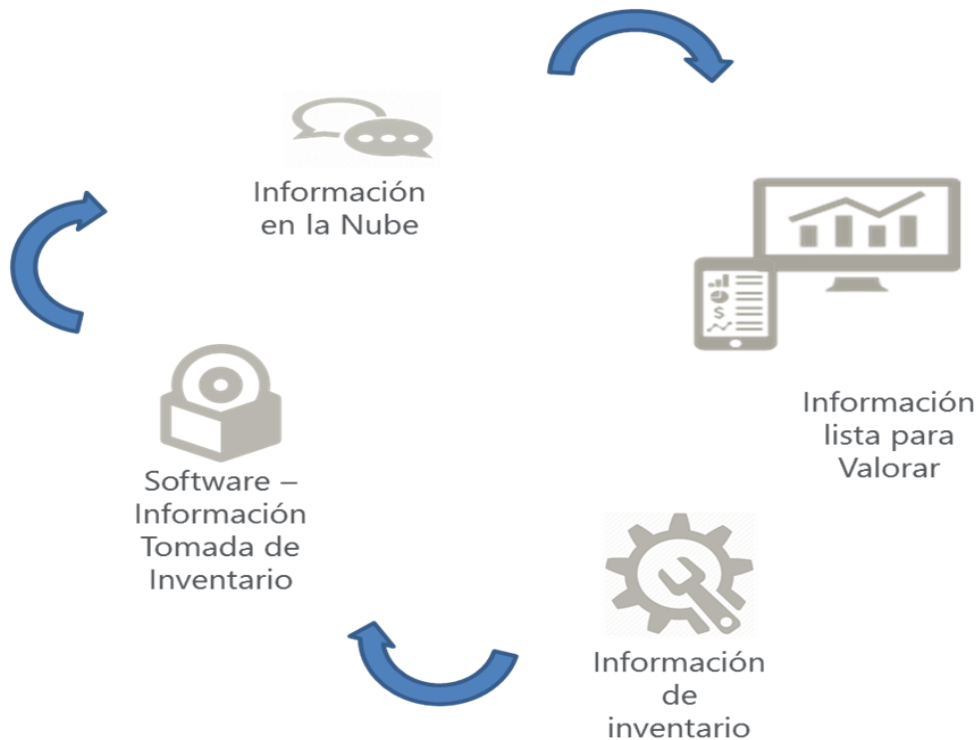 Información
en la Nube
$
Información
lista para
Valorar
Software –
Información
Tomada de
Inventario
Información
de
inventario